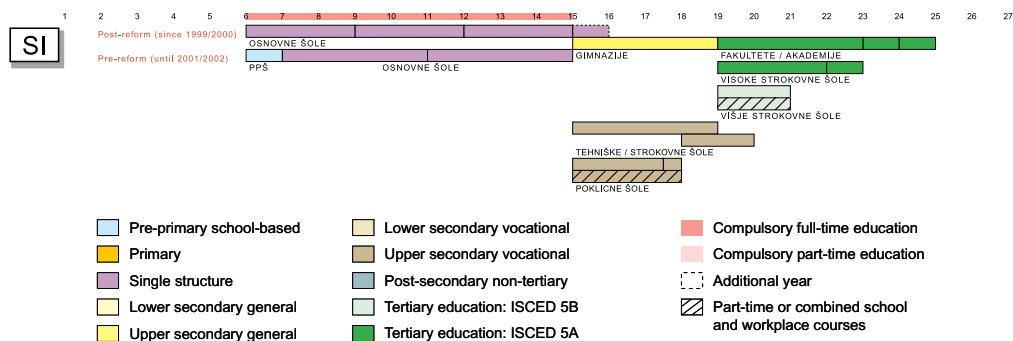 1 2 3 4 5 6 7 8 9 10 11 12 13 14 15 16 17 18 19 20 21 22 23 24 25 26 27
SI
Post-reform (since 1999/2000)
OSNOVNE ŠOLE
Pre-reform (until 2001/2002)
GIMNAZIJE
FAKULTETE / AKADEMIJE
PPŠ
OSNOVNE ŠOLE
VISOKE STROKOVNE ŠOLE
VIŠJE STROKOVNE ŠOLE
TEHNIŠKE / STROKOVNE ŠOLE
POKLICNE ŠOLE
Pre-primary school-based
Primary
Single structure
Lower secondary general
Upper secondary general
Lower secondary vocational
Upper secondary vocational
Post-secondary non-tertiary
Tertiary education: ISCED 5B
Tertiary education: ISCED 5A
Compulsory full-time education
Compulsory part-time education
Additional year
Part-time or combined school
and workplace courses